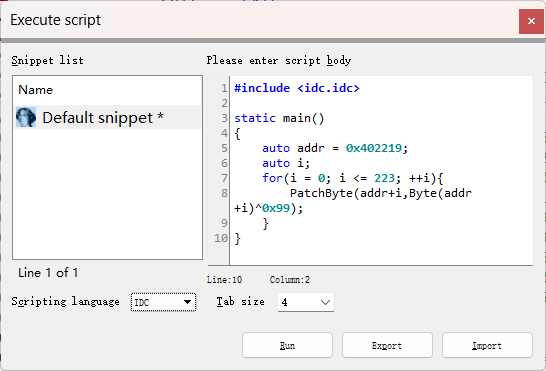 Execute script
Snippet list
Please enter script body
Name
Default snippet *
1 #include <idc.idc>
2
3 static main()
4 {
5     auto addr = 0x402219;
6     auto i;
7     for(i = 0; i <= 223; ++i){
8         PatchByte(addr+i,Byte(addr
+i)^0x99);
9     }
10 }
Line 1 of 1
Line:10 Column:2
Scripting language IDC Tab size 4
Run Export Import